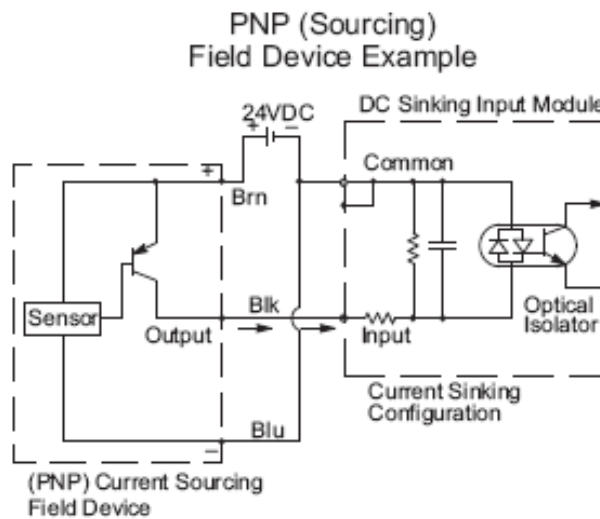 PNP (Sourcing)
Field Device Example
24VDC
DC Sinking Input Module
+
−
Common
+
Brn
Sensor
Blk
Output
Input
Optical
Isolator
Blu
−
Current Sinking
Configuration
(PNP) Current Sourcing
Field Device